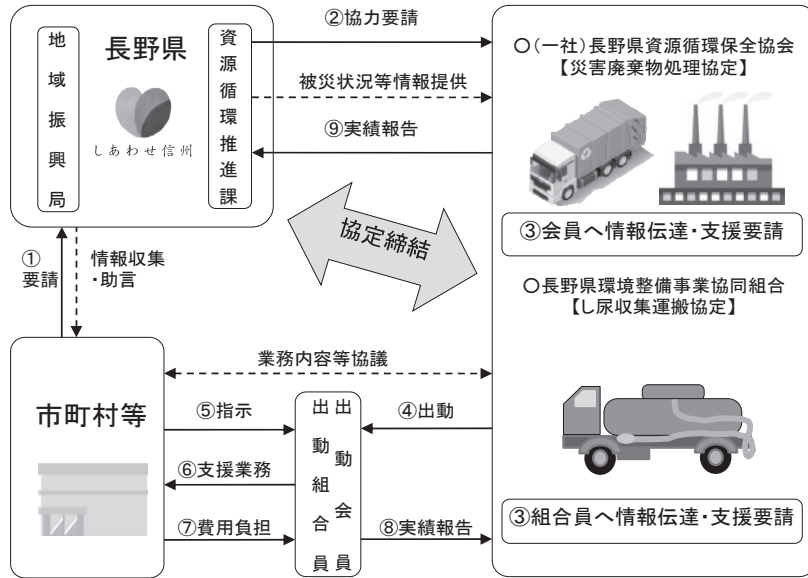 長野県
地域振興局
資源循環推進課
しあわせ信州
②協力要請
被災状況等情報提供
⑨実績報告
協定締結
○(一社)長野県資源循環保全協会
【災害廃棄物処理協定】
③会員へ情報伝達・支援要請
○長野県環境整備事業協同組合
【し尿収集運搬協定】
③組合員へ情報伝達・支援要請
①
要請
情報収集
・助言
市町村等
業務内容等協議
⑤指示
④出動
⑥支援業務
⑦費用負担
⑧実績報告
出動会員
出動組合員